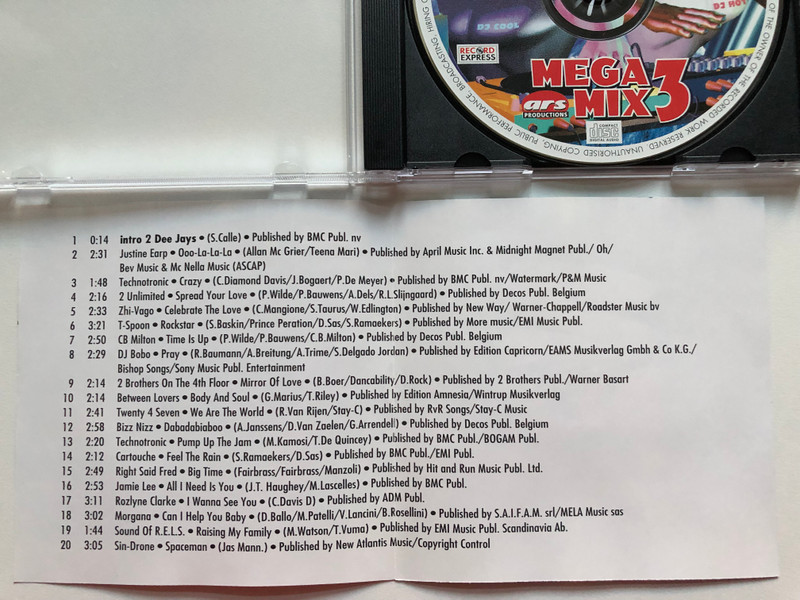 D2 COOL
D2 HOT
RECORD
EXPRESS
MEGA
MIX 3
ars
PRODUCTIONS
COMPACT
disc
DIGITAL AUDIO
OF THE OWNER OF THE RECORDED WORK RESERVED. UNAUTHORISED COPYING, PUBLIC PERFORMANCE, BROADCASTING, HIRING
1 0:14 intro 2 Dee Jays • (S.Calle) • Published by BMC Publ. nv
2 2:31 Justine Earp • Ooo-La-La-La • (Allan Mc Grier/Teena Mari) • Published by April Music Inc. & Midnight Magnet Publ./ Oh/
Bev Music & Mc Nella Music (ASCAP)
3 1:48 Technotronic • Crazy • (C.Diamond Davis/J.Bogaert/P.De Meyer) • Published by BMC Publ. nv/Watermark/P&M Music
4 2:16 2 Unlimited • Spread Your Love • (P.Wilde/P.Bauwens/A.Dels/R.L.Slijngaard) • Published by Decos Publ. Belgium
5 2:33 Zhi-Vago • Celebrate The Love • (C.Mangione/S.Taurus/W.Edlington) • Published by New Way/ Warner-Chappell/Roadster Music bv
6 3:21 T-Spoon • Rockstar • (S.Baskin/Prince Peration/D.Sas/S.Ramaekers) • Published by More music/EMI Music Publ.
7 2:50 CB Milton • Time Is Up • (P.Wilde/P.Bauwens/C.B.Milton) • Published by Decos Publ. Belgium
8 2:29 DJ Bobo • Pray • (R.Baumann/A.Breitung/A.Trime/S.Delgado Jordan) • Published by Edition Capricorn/EAMS Musikverlag Gmbh & Co K.G./
Bishop Songs/Sony Music Publ. Entertainment
9 2:14 2 Brothers On The 4th Floor • Mirror Of Love • (B.Boer/Dancability/D.Rock) • Published by 2 Brothers Publ./Warner Basart
10 2:14 Between Lovers • Body And Soul • (G.Marius/T.Riley) • Published by Edition Amnesia/Wintrup Musikverlag
11 2:41 Twenty 4 Seven • We Are The World • (R.Van Rijen/Stay-C) • Published by RvR Songs/Stay-C Music
12 2:58 Bizz Nizz • Dabadabiaboo • (A.Janssens/D.Van Zaelen/G.Arrendell) • Published by Decos Publ. Belgium
13 2:20 Technotronic • Pump Up The Jam • (M.Kamosi/T.De Quincey) • Published by BMC Publ./BOGAM Publ.
14 2:12 Cartouche • Feel The Rain • (S.Ramaekers/D.Sas) • Published by BMC Publ./EMI Publ.
15 2:49 Right Said Fred • Big Time • (Fairbrass/Fairbrass/Manzoli) • Published by Hit and Run Music Publ. Ltd.
16 2:53 Jamie Lee • All I Need Is You • (J.T. Haughey/M.Lascelles) • Published by BMC Publ.
17 3:11 Rozlyne Clarke • I Wanna See You • (C.Davis D) • Published by ADM Publ.
18 3:02 Morgana • Can I Help You Baby • (D.Ballo/M.Patelli/V.Lancini/B.Rosellini) • Published by S.A.I.F.A.M. srl/MELA Music sas
19 1:44 Sound Of R.E.L.S. • Raising My Family • (M.Watson/T.Vuma) • Published by EMI Music Publ. Scandinavia Ab.
20 3:05 Sin-Drone • Spaceman • (Jas Mann.) • Published by New Atlantis Music/Copyright Control